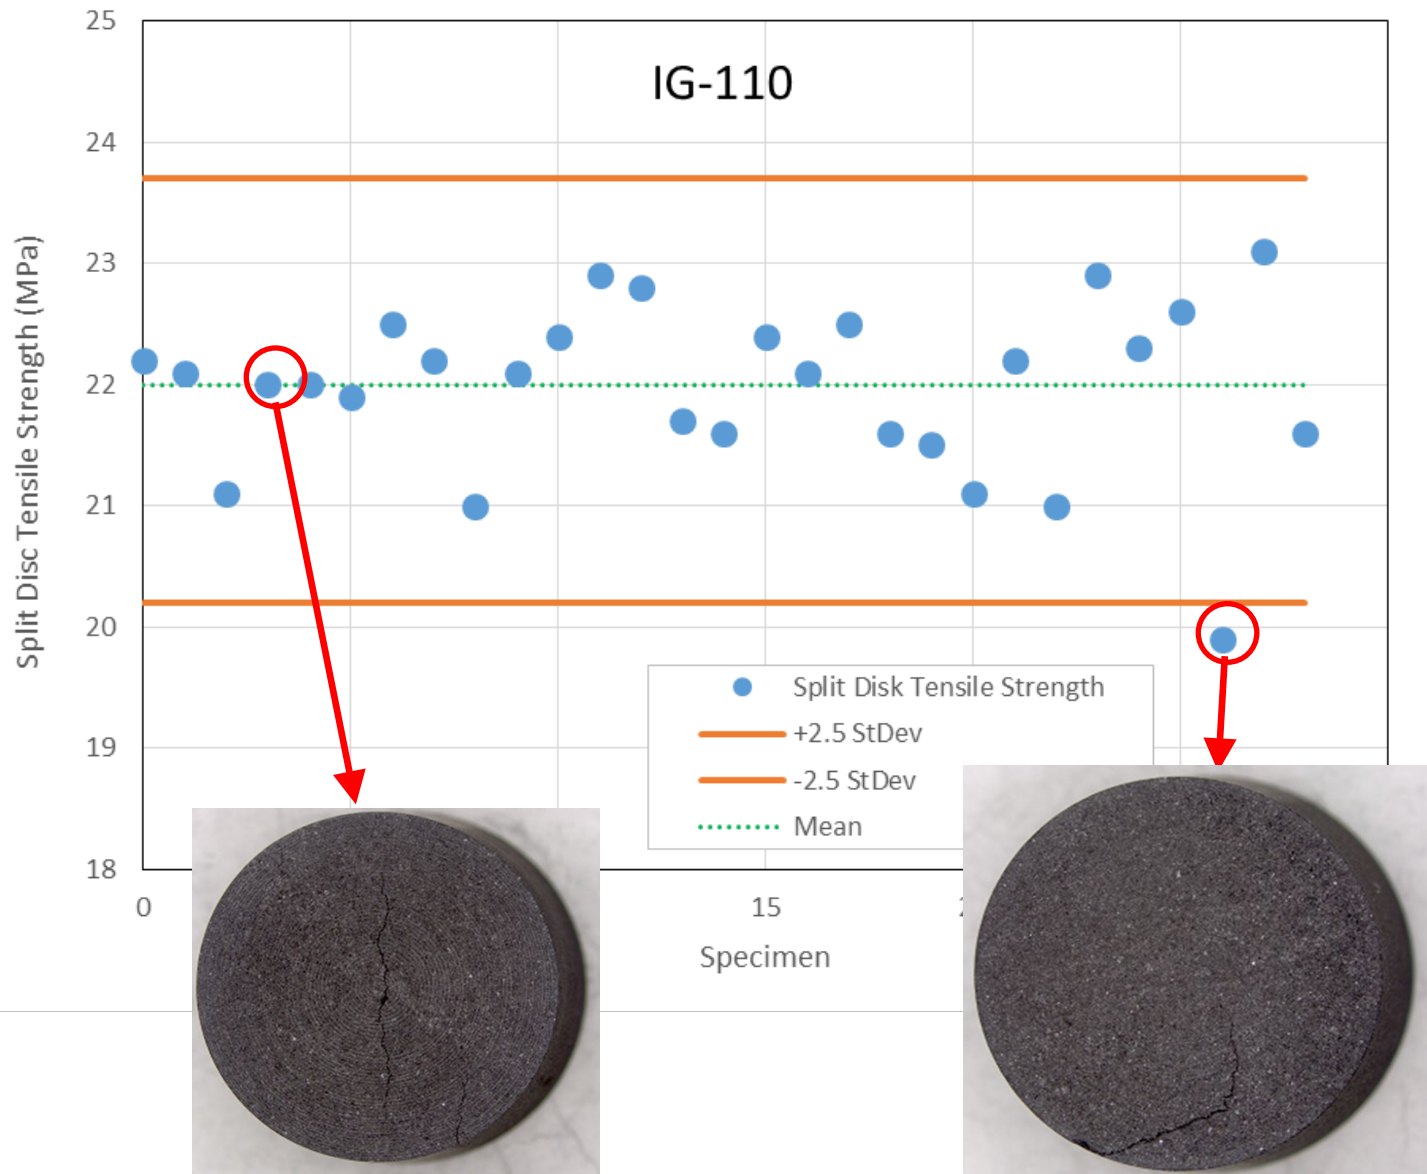 IG-110
25
24
23
22
21
20
19
18
Split Disc Tensile Strength (MPa)
Split Disk Tensile Strength
+2.5 StDev
-2.5 StDev
Mean
0
15
Specimen